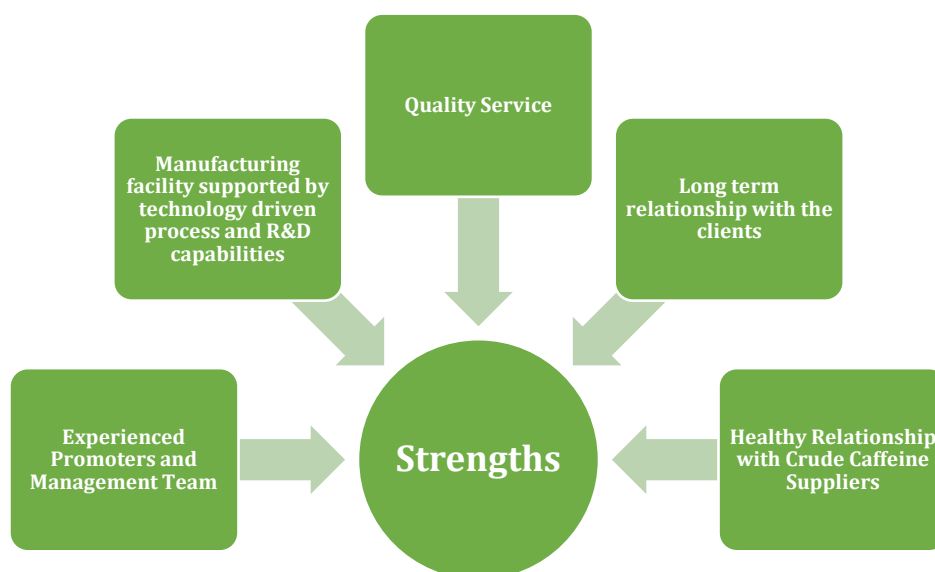 Quality Service
Manufacturing
facility supported by
technology driven
process and R&D
capabilities
Long term
relationship with the
clients
Experienced
Promoters and
Management Team
Strengths
Healthy Relationship
with Crude Caffeine
Suppliers